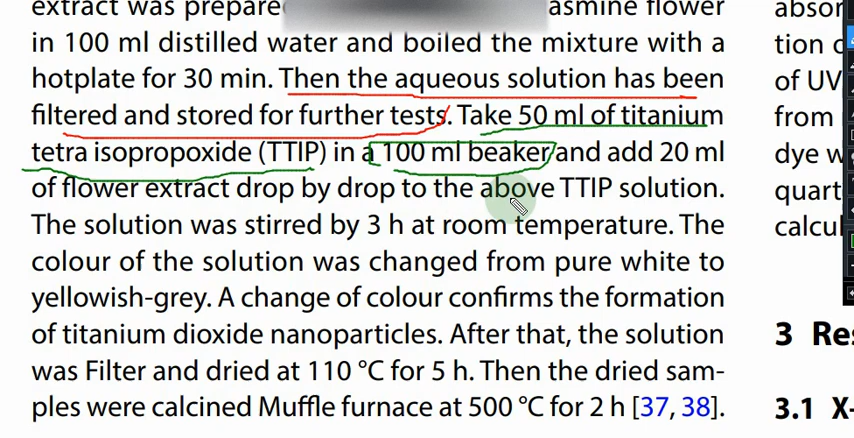 extract was prepare asmine flower
in 100 ml distilled water and boiled the mixture with a
hotplate for 30 min. Then the aqueous solution has been
filtered and stored for further tests. Take 50 ml of titanium
tetra isopropoxide (TTIP) in a 100 ml beaker and add 20 ml
of flower extract drop by drop to the above TTIP solution.
The solution was stirred by 3 h at room temperature. The
colour of the solution was changed from pure white to
yellowish-grey. A change of colour confirms the formation
of titanium dioxide nanoparticles. After that, the solution
was Filter and dried at 110 °C for 5 h. Then the dried sam-
ples were calcined Muffle furnace at 500 °C for 2 h [37, 38].
absor
tion c
of UV
from
dye w
quart
calcul
3 Res
3.1 X-